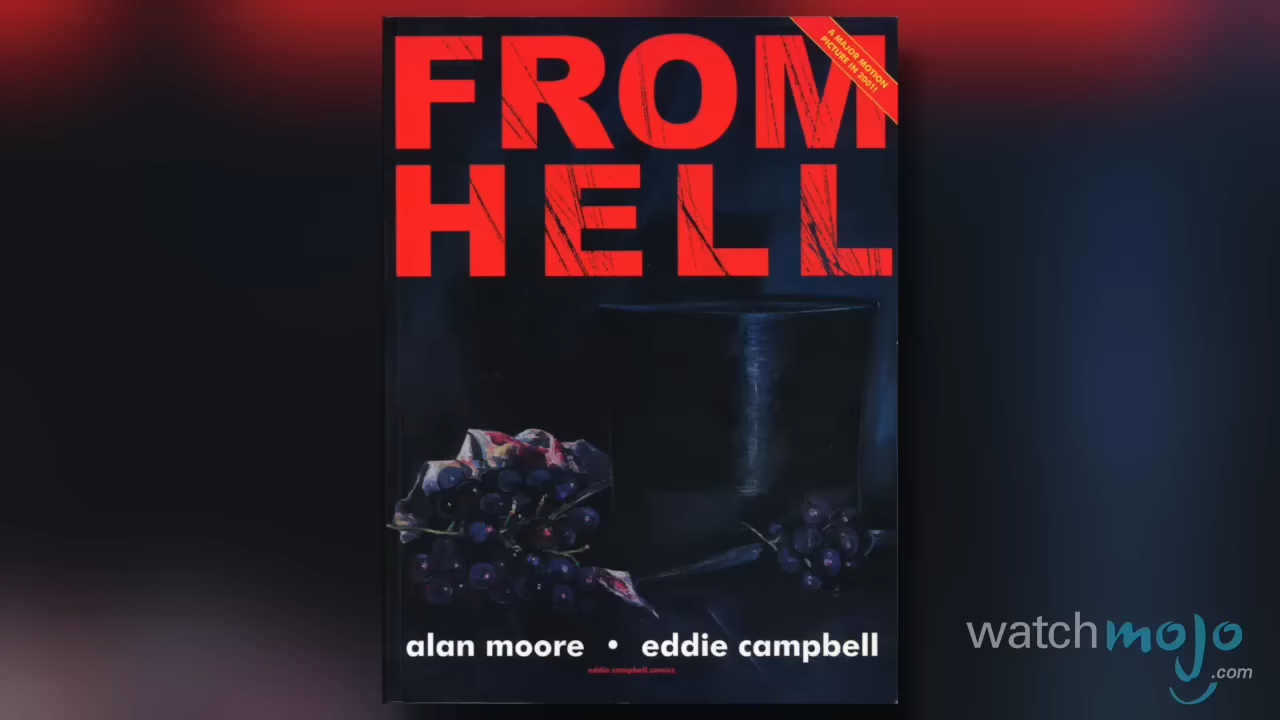 A MAJOR MOTION
PICTURE IN 2001!
FROM
HELL
alan moore • eddie campbell
eddie campbell comics
watchmojo
.com